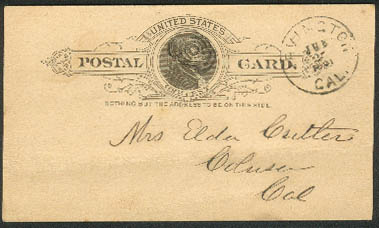 UNITED STATES
POSTAL CARD.
CAL.
NOTHING BUT THE ADDRESS TO BE ON THIS SIDE.
Mrs Elda Cutter
Colusa
Cal